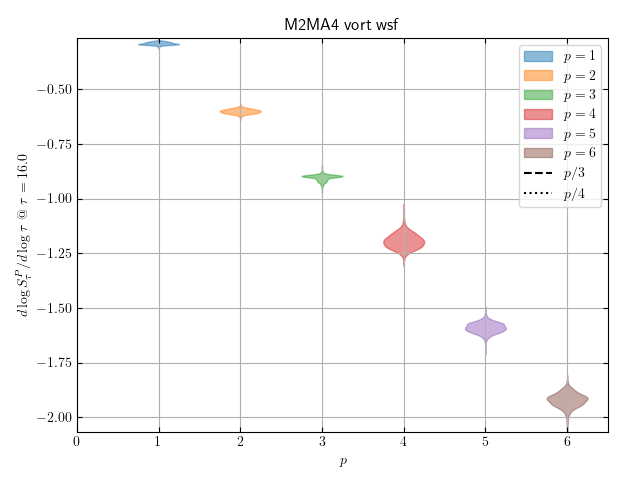 M2MA4 vort wsf
d log S_τ^P / d log τ @ τ = 16.0
−0.50
−0.75
−1.00
−1.25
−1.50
−1.75
−2.00
0 1 2 3 4 5 6
p
p = 1
p = 2
p = 3
p = 4
p = 5
p = 6
p/3
p/4